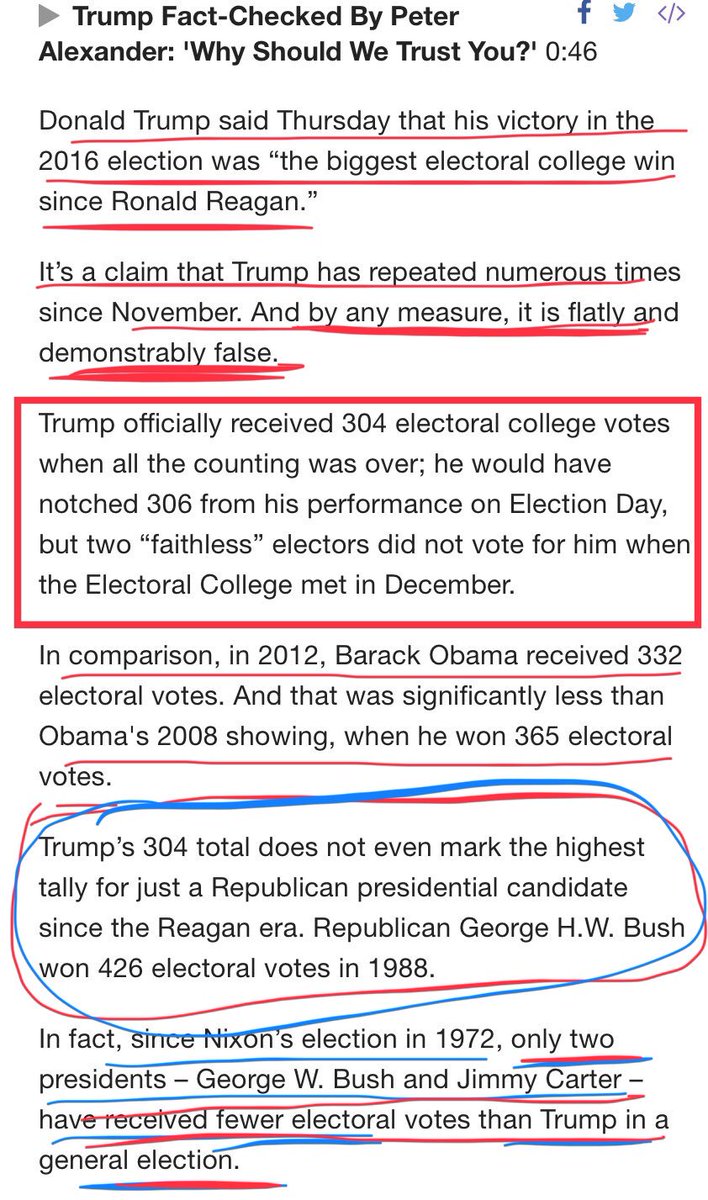 Trump Fact-Checked By Peter
Alexander: 'Why Should We Trust You?' 0:46
Donald Trump said Thursday that his victory in the
2016 election was “the biggest electoral college win
since Ronald Reagan.”
It’s a claim that Trump has repeated numerous times
since November. And by any measure, it is flatly and
demonstrably false.
Trump officially received 304 electoral college votes
when all the counting was over; he would have
notched 306 from his performance on Election Day,
but two “faithless” electors did not vote for him when
the Electoral College met in December.
In comparison, in 2012, Barack Obama received 332
electoral votes. And that was significantly less than
Obama's 2008 showing, when he won 365 electoral
votes.
Trump’s 304 total does not even mark the highest
tally for just a Republican presidential candidate
since the Reagan era. Republican George H.W. Bush
won 426 electoral votes in 1988.
In fact, since Nixon’s election in 1972, only two
presidents – George W. Bush and Jimmy Carter –
have received fewer electoral votes than Trump in a
general election.